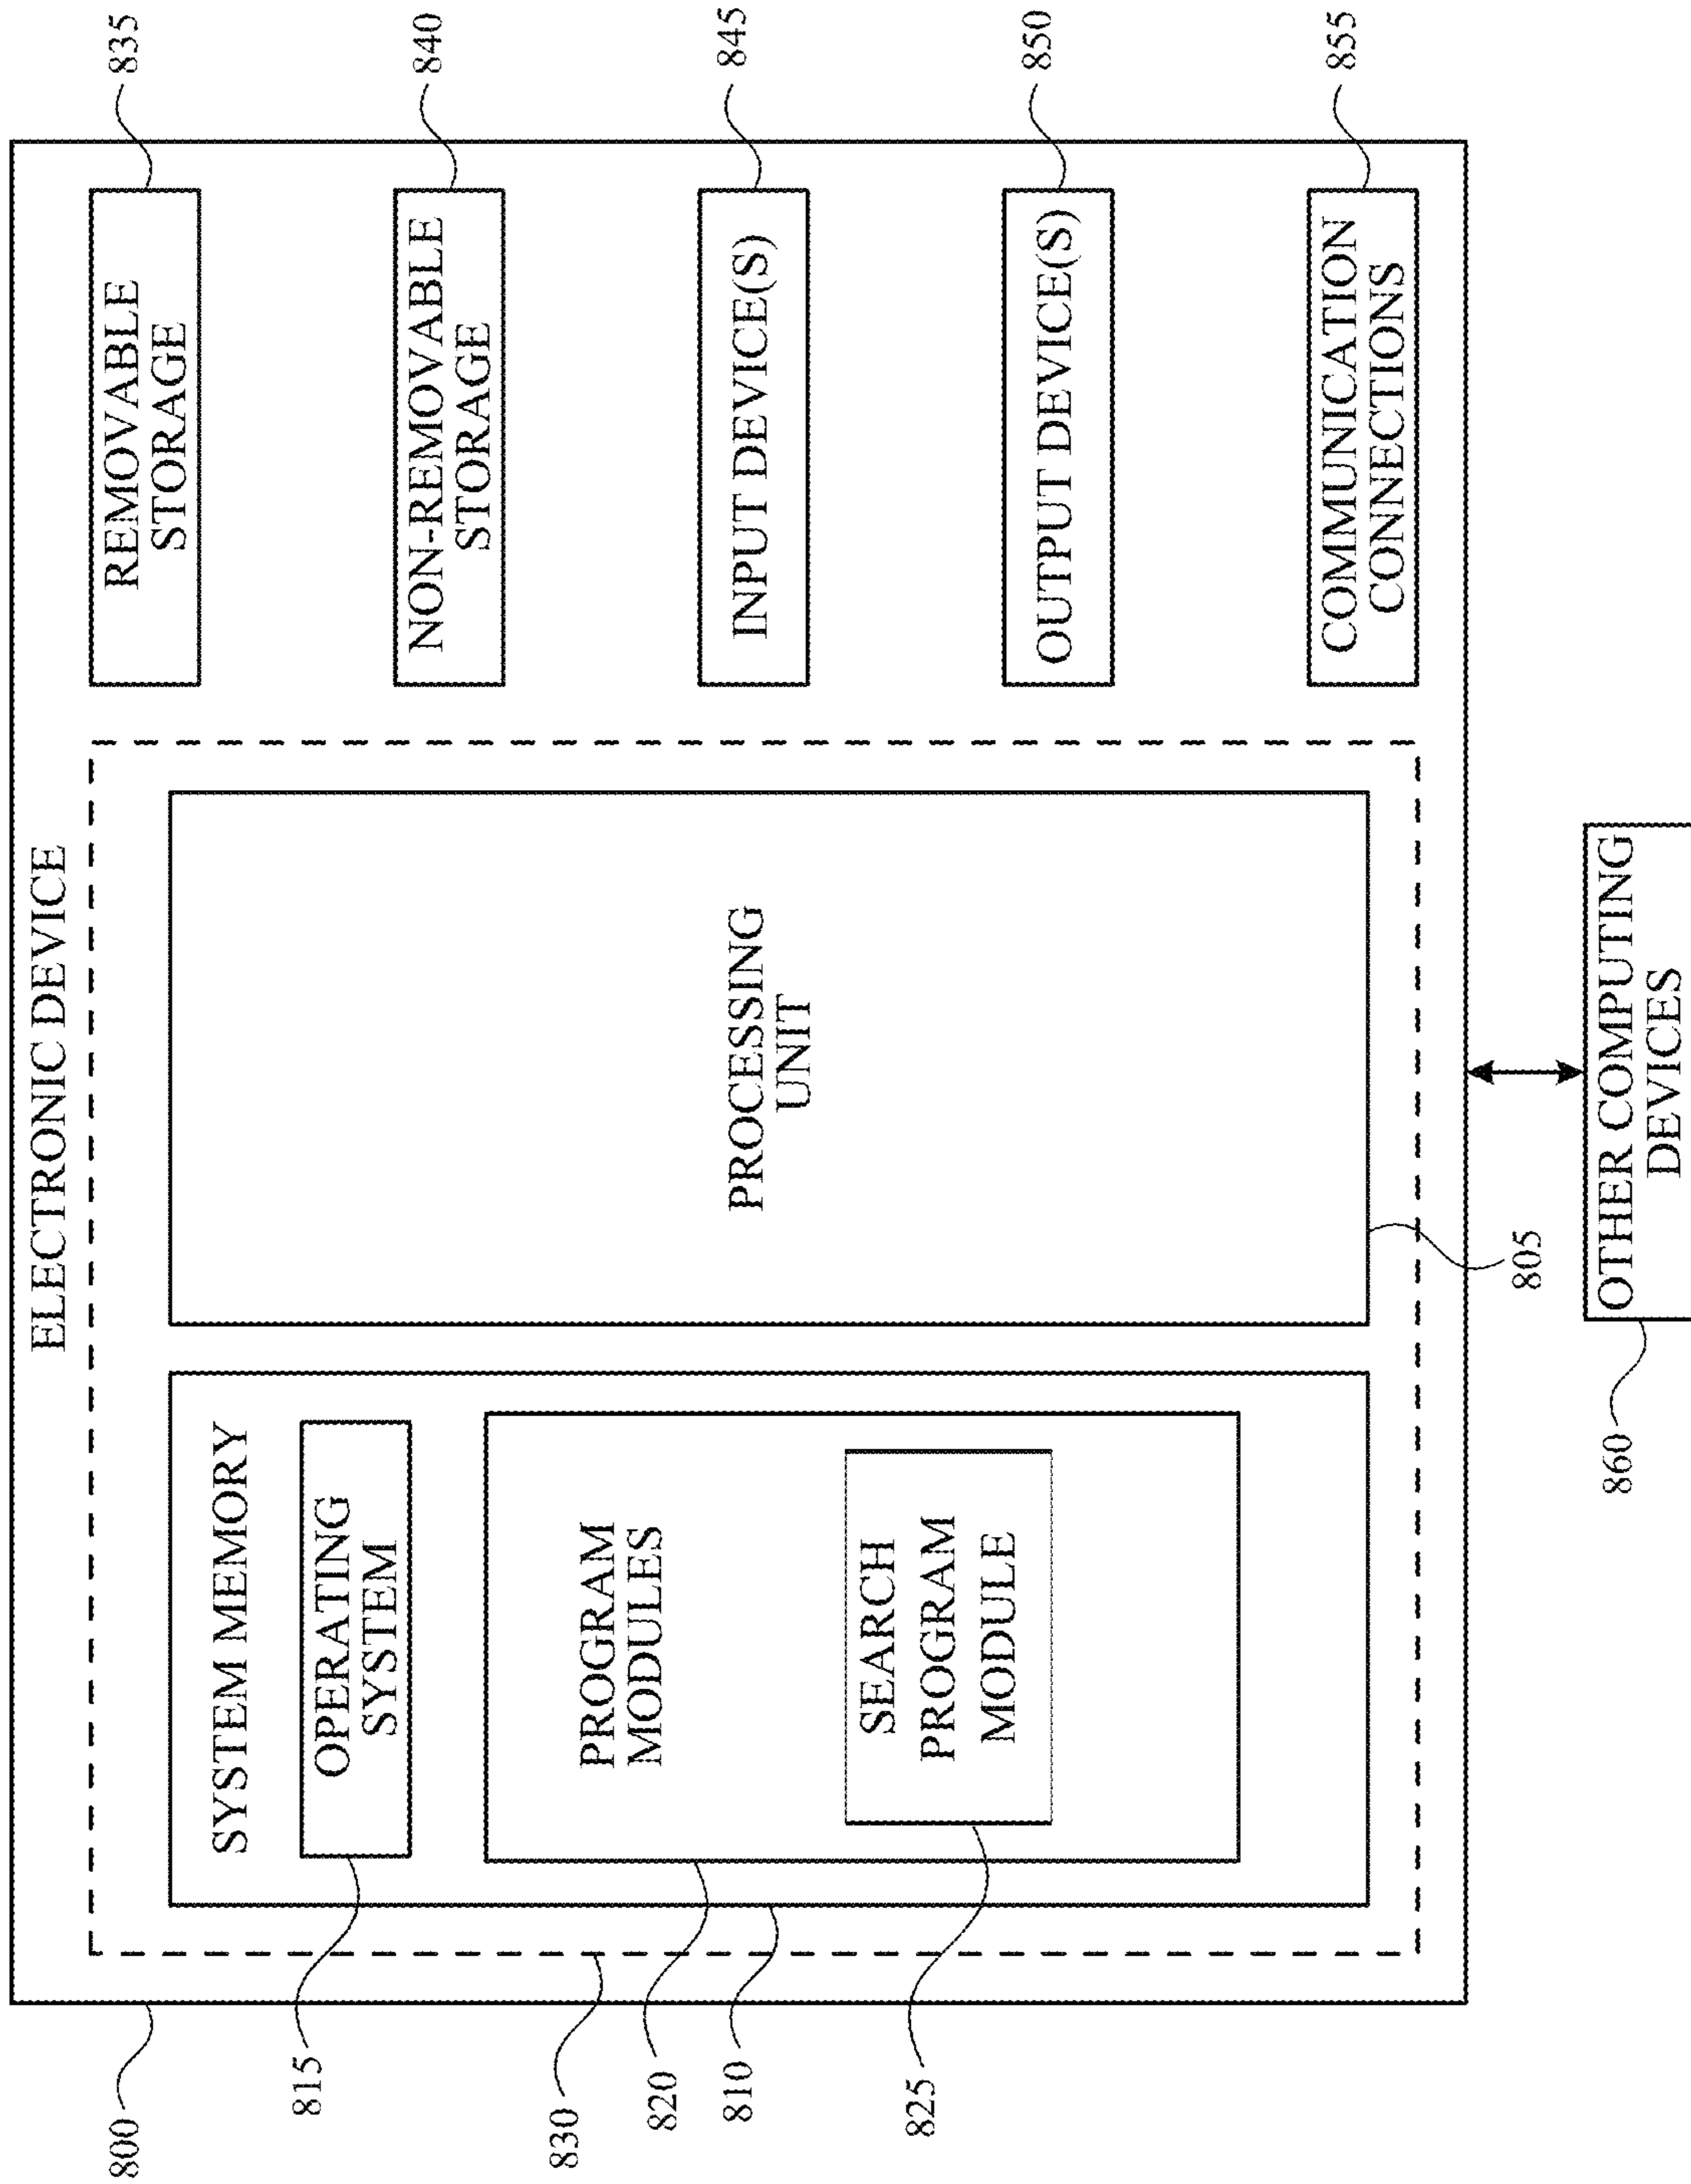 ELECTRONIC DEVICE
800
SYSTEM MEMORY
OPERATING
SYSTEM
815
830
PROGRAM
MODULES
820
810
SEARCH
PROGRAM
MODULE
825
PROCESSING
UNIT
805
REMOVABLE
STORAGE
835
NON-REMOVABLE
STORAGE
840
INPUT DEVICE(S)
845
OUTPUT DEVICE(S)
850
COMMUNICATION
CONNECTIONS
855
OTHER COMPUTING
DEVICES
860